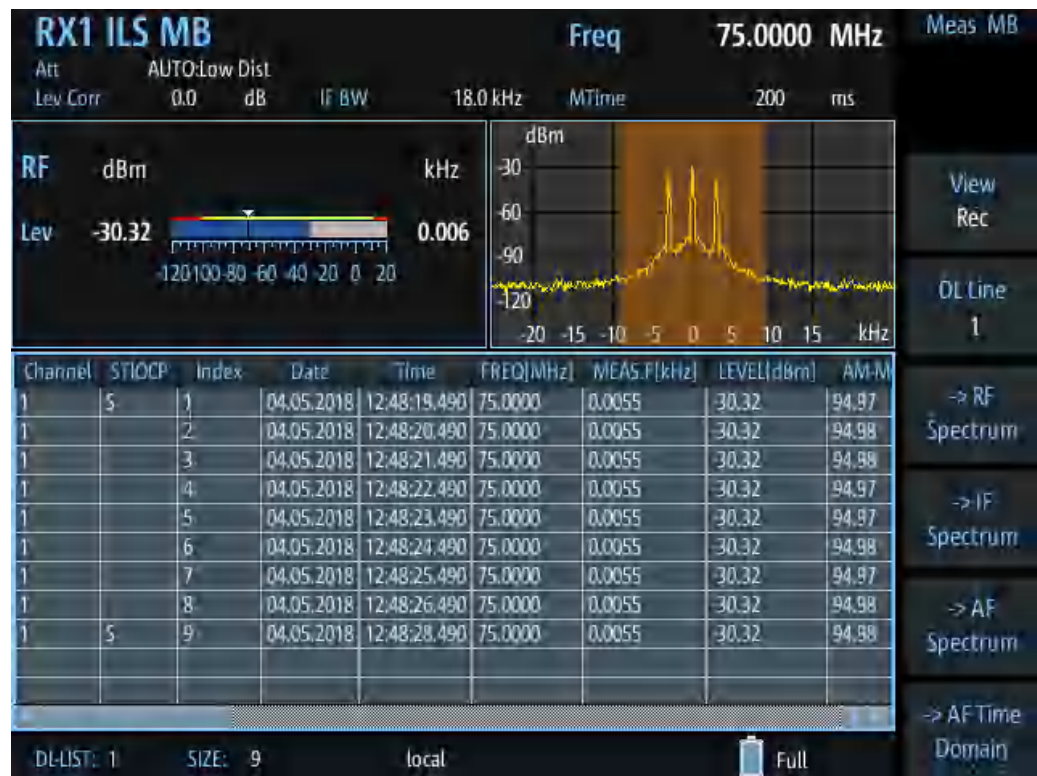 RX1 ILS MB Freq 75.0000 MHz
Att AUTO:Low Dist
Lev Corr 0.0 dB IF BW 18.0 kHz MTime 200 ms
RF dBm kHz
Lev -30.32 0.006
-120 -100 -80 -60 -40 -20 0 20
dBm
-30
-60
-90
-120
-20 -15 -10 -5 0 5 10 15 kHz
Channel STIOCP Index Date Time FREQ[MHz] MEAS.F[kHz] LEVEL[dBm] AM-M
1 S 1 04.05.2018 12:48:19.490 75.0000 0.0055 -30.32 94.97
1 2 04.05.2018 12:48:20.490 75.0000 0.0055 -30.32 94.98
1 3 04.05.2018 12:48:21.490 75.0000 0.0055 -30.32 94.98
1 4 04.05.2018 12:48:22.490 75.0000 0.0055 -30.32 94.97
1 5 04.05.2018 12:48:23.490 75.0000 0.0055 -30.32 94.97
1 6 04.05.2018 12:48:24.490 75.0000 0.0055 -30.32 94.98
1 7 04.05.2018 12:48:25.490 75.0000 0.0055 -30.32 94.97
1 8 04.05.2018 12:48:26.490 75.0000 0.0055 -30.32 94.98
1 S 9 04.05.2018 12:48:28.490 75.0000 0.0055 -30.32 94.98
DL-LIST: 1 SIZE: 9 local Full
Meas MB
View
Rec
DL Line
1
-> RF
Spectrum
-> IF
Spectrum
-> AF
Spectrum
-> AF Time
Domain